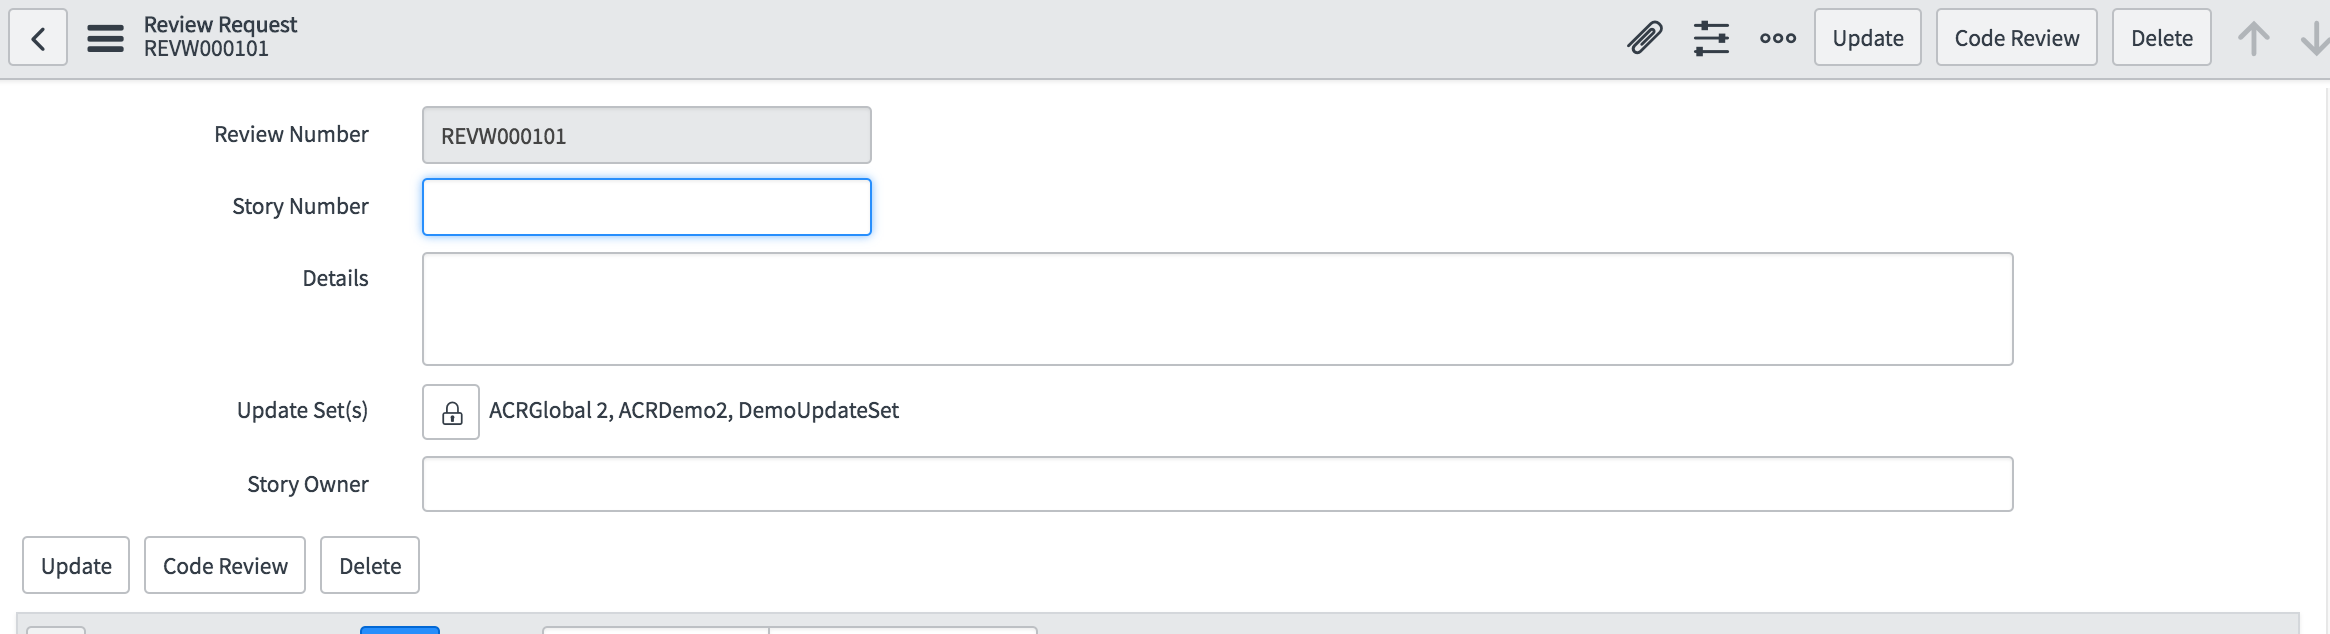 Review Request
REVW000101
Update
Code Review
Delete
Review Number
REVW000101
Story Number
Details
Update Set(s)
ACRGlobal 2, ACRDemo2, DemoUpdateSet
Story Owner
Update
Code Review
Delete